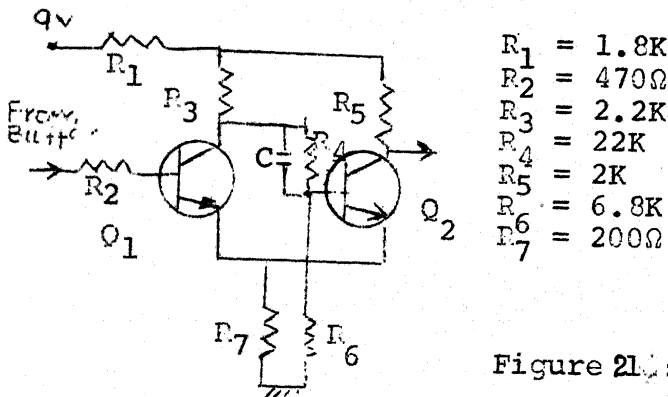 9v
R1
R3
R5
From
R4
C
R2
Q1
Q2
R7
R6
R1 = 1.8K
R2 = 470Ω
R3 = 2.2K
R4 = 22K
R5 = 2K
R6 = 6.8K
R7 = 200Ω
Figure 21